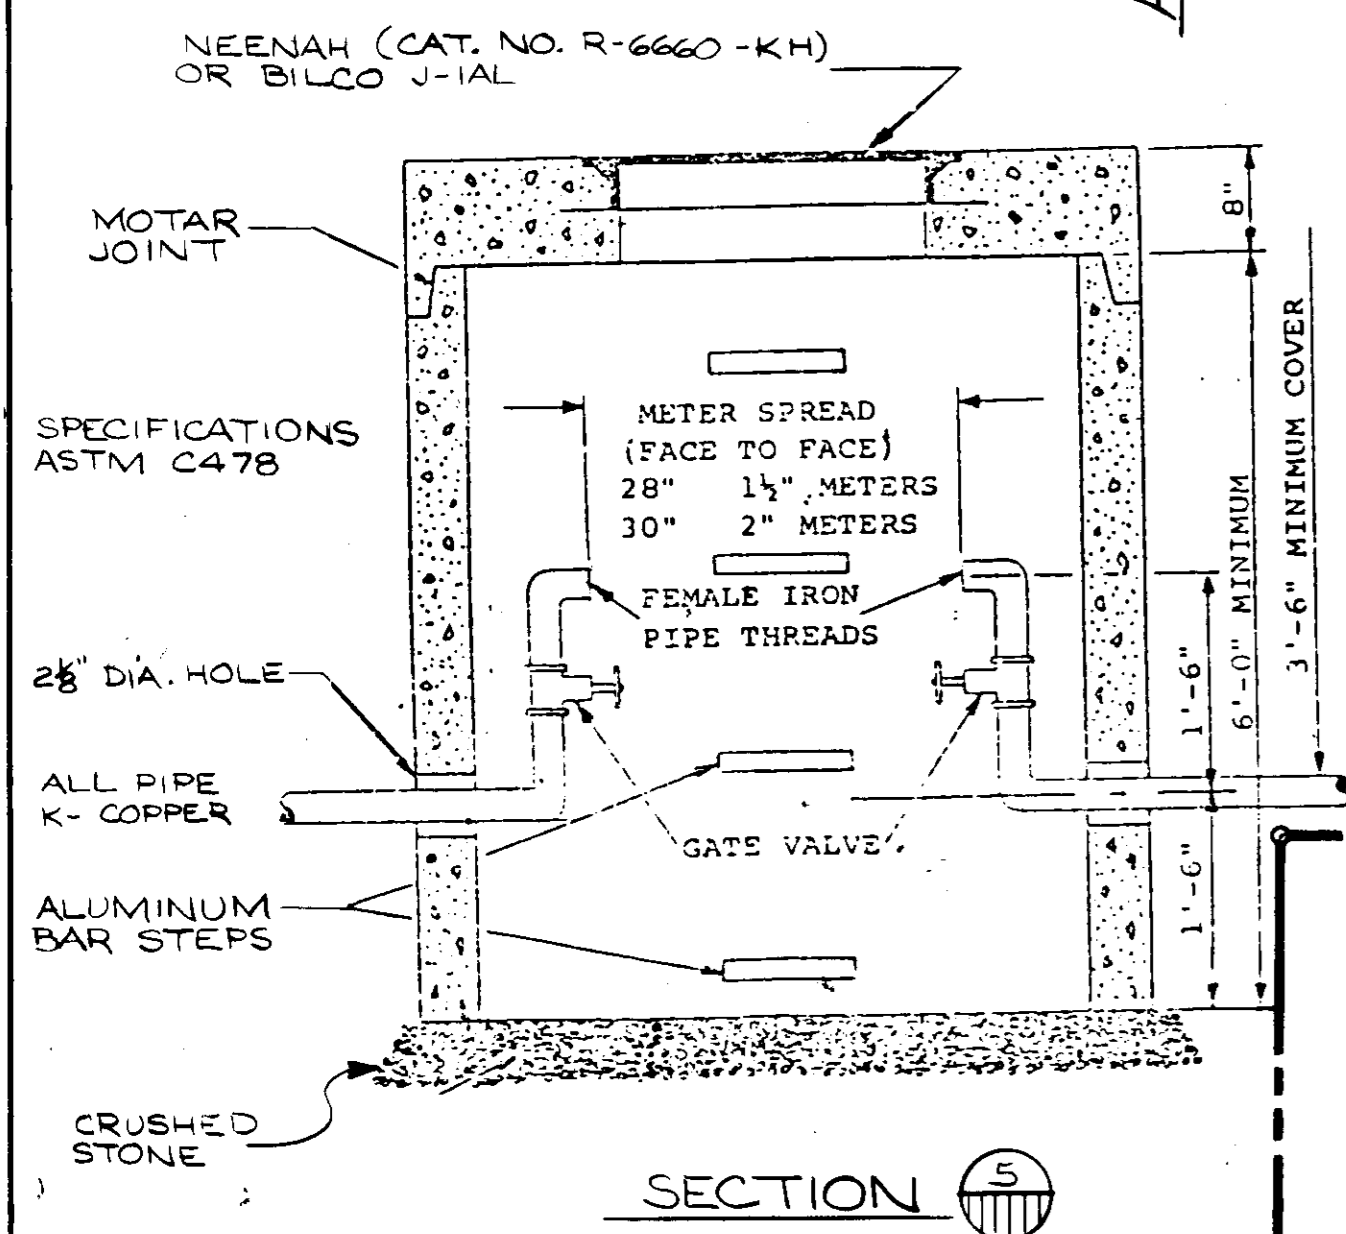 NEENAH (CAT. NO. R-6660-KH)
OR BILCO J-1AL
8"
MOTAR
JOINT
SPECIFICATIONS
ASTM C478
METER SPREAD
(FACE TO FACE)
28" 1½" METERS
30" 2" METERS
3'-6" MINIMUM COVER
6'-0" MINIMUM
FEMALE IRON
PIPE THREADS
1'-6"
2⅛" DIA. HOLE
ALL PIPE
K- COPPER
GATE VALVE
1'-6"
ALUMINUM
BAR STEPS
CRUSHED
STONE
SECTION 5